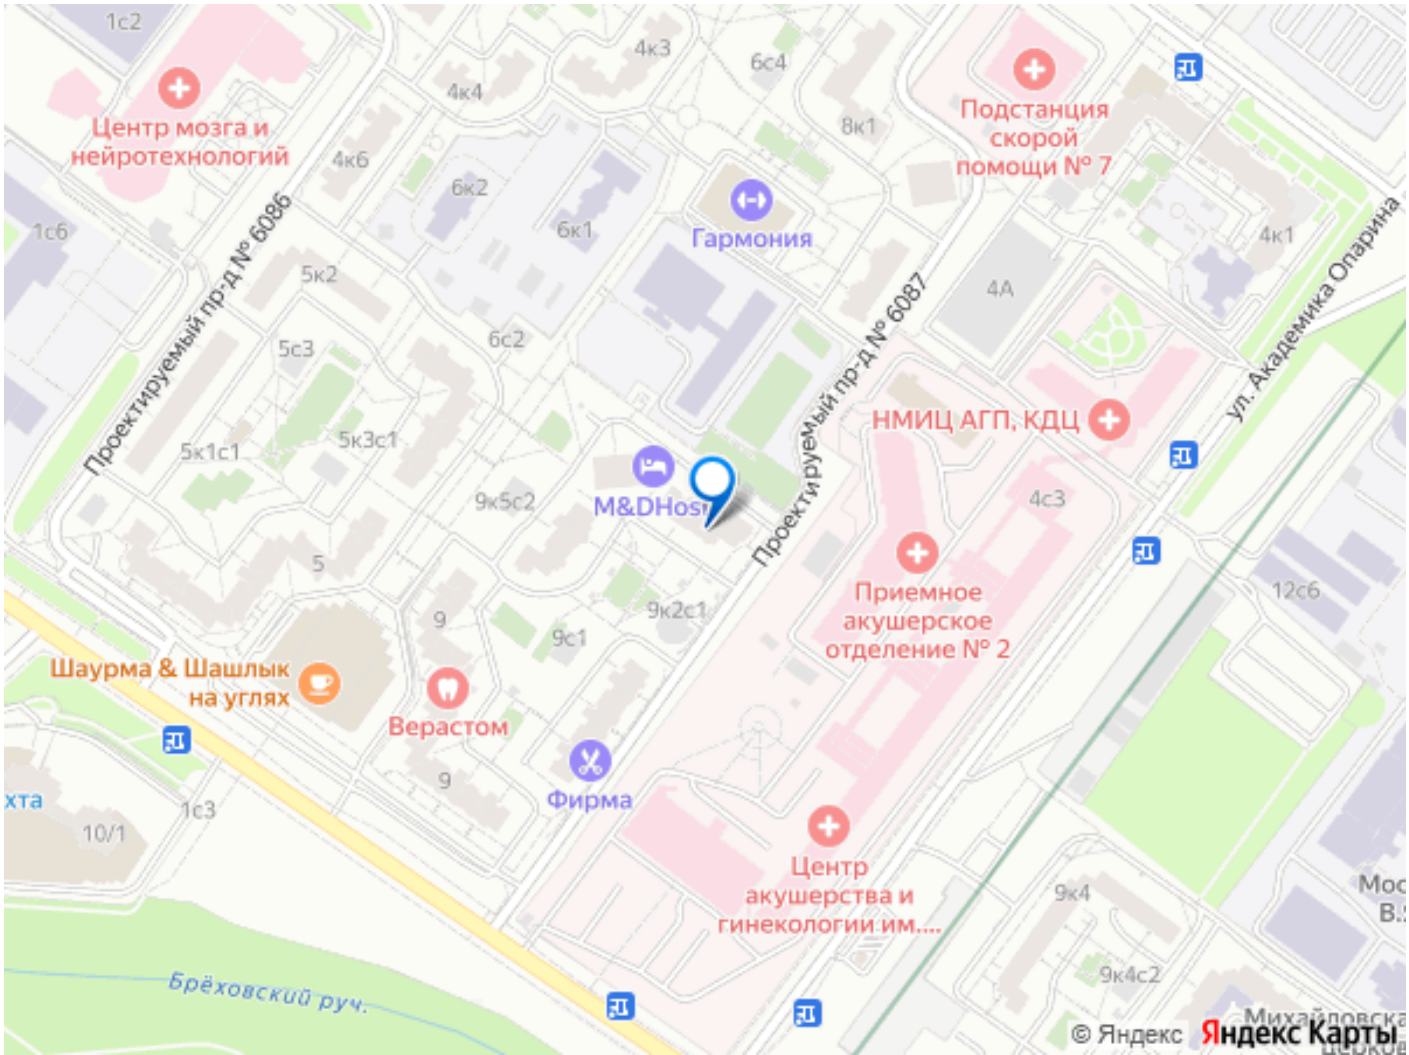 1с2
4к3
6с4
4к4
8к1
Подстанция
скорой
помощи № 7
Центр мозга и
нейротехнологий
4к6
6к2
6к1
Гармония
1с6
4к1
Проектируемый пр-д № 6086
5к2
4А
ул. Академика Опарина
5с3
6с2
Проектируемый пр-д № 6087
НМИЦ АГП, КДЦ
5к1с1
5к3с1
9к5с2
M&DHos
4с3
5
Приемное
акушерское
отделение № 2
12с6
9
9с1
9к2с1
Шаурма & Шашлык
на углях
Верастом
9
Фирма
хта
10/1
1с3
Центр
акушерства и
гинекологии им....
9к4
Мос
В.
Брёховский руч.
9к4с2
Михайловска
© Яндекс Яндекс Карты